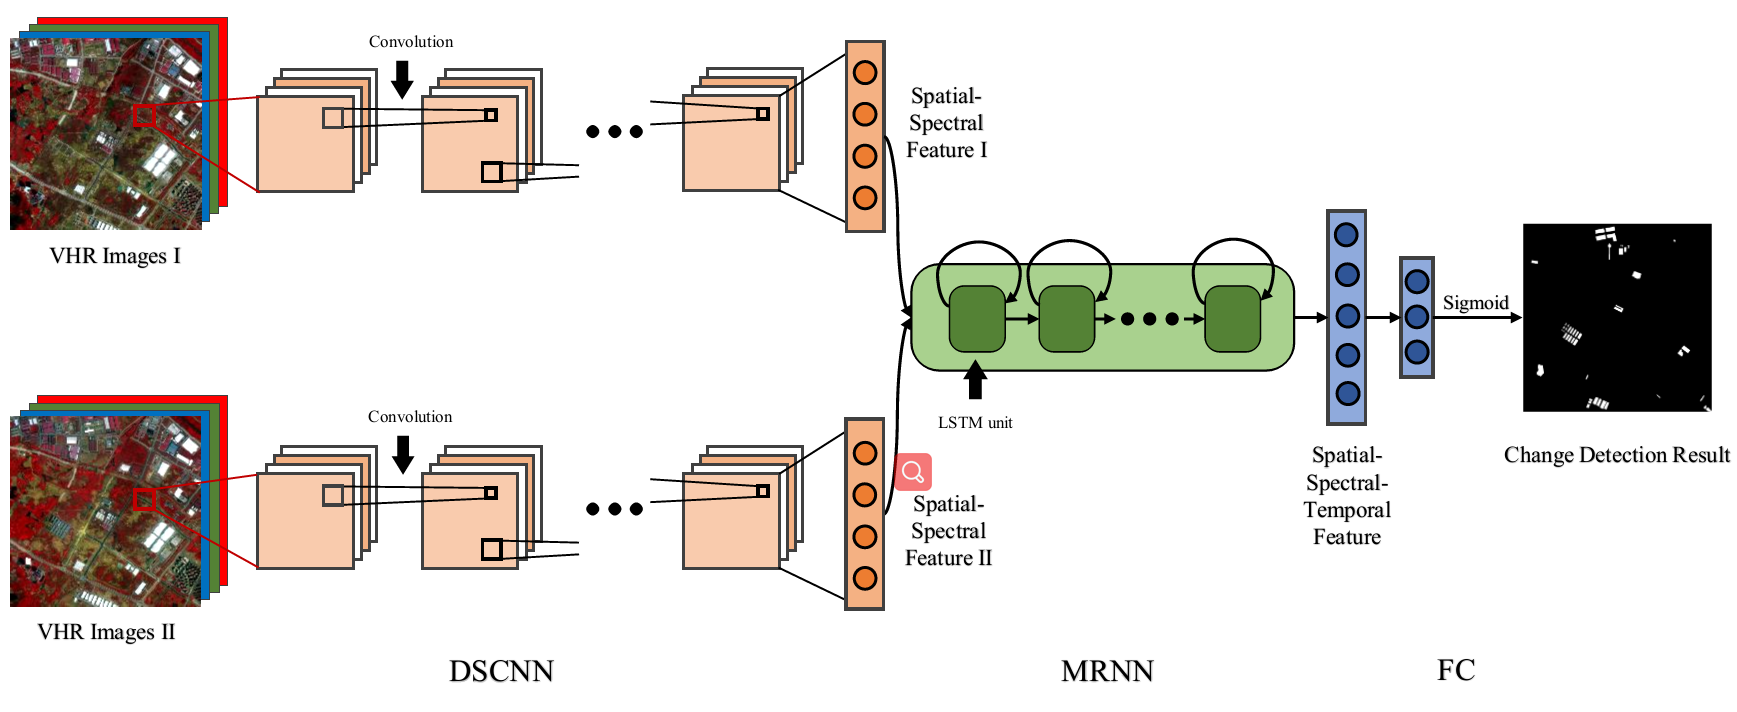 Convolution
Spatial-
Spectral
Feature I
VHR Images I
Sigmoid
LSTM unit
Convolution
Spatial-
Spectral
Feature II
Spatial-
Spectral-
Temporal
Feature
Change Detection Result
VHR Images II
DSCNN
MRNN
FC